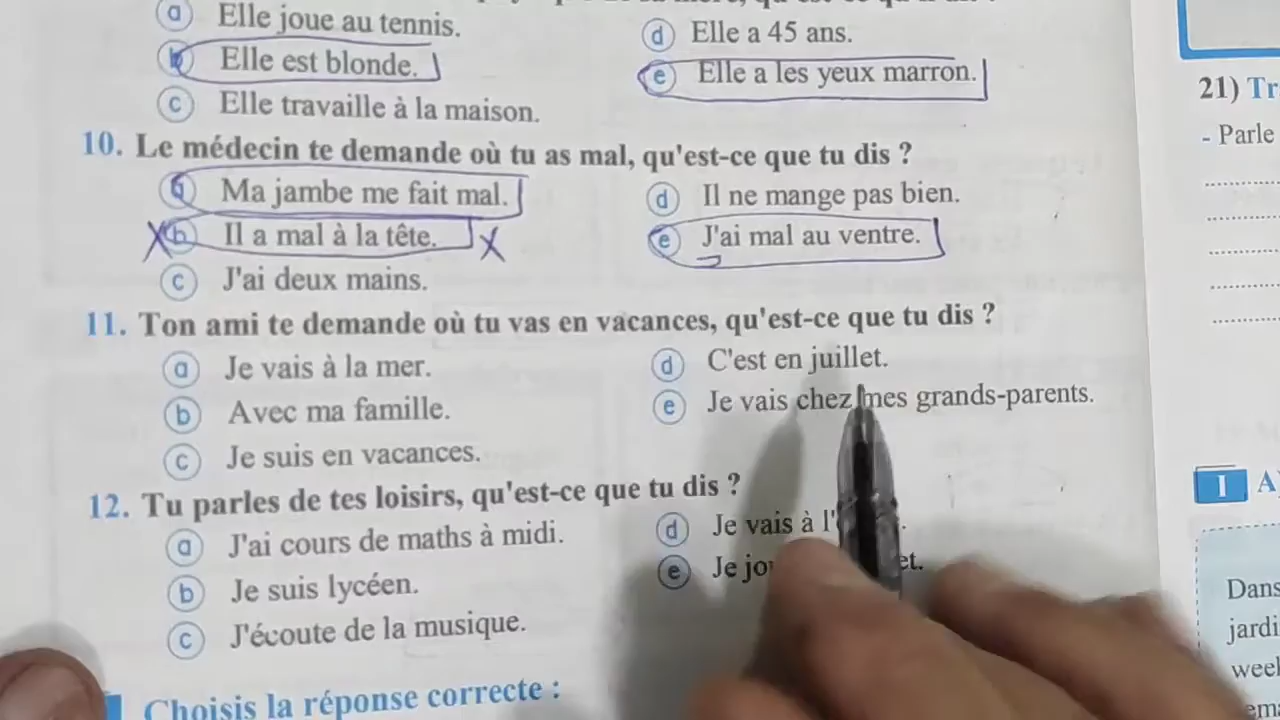 a Elle joue au tennis.
b Elle est blonde.
c Elle travaille à la maison.
d Elle a 45 ans.
e Elle a les yeux marron.
10. Le médecin te demande où tu as mal, qu'est-ce que tu dis ?
a Ma jambe me fait mal.
b Il a mal à la tête.
c J'ai deux mains.
d Il ne mange pas bien.
e J'ai mal au ventre.
11. Ton ami te demande où tu vas en vacances, qu'est-ce que tu dis ?
a Je vais à la mer.
b Avec ma famille.
c Je suis en vacances.
d C'est en juillet.
e Je vais chez mes grands-parents.
12. Tu parles de tes loisirs, qu'est-ce que tu dis ?
a J'ai cours de maths à midi.
b Je suis lycéen.
c J'écoute de la musique.
d Je vais à
e Je
Choisis la réponse correcte :
21) Tr
- Parle
I A
Dans
jardi
week